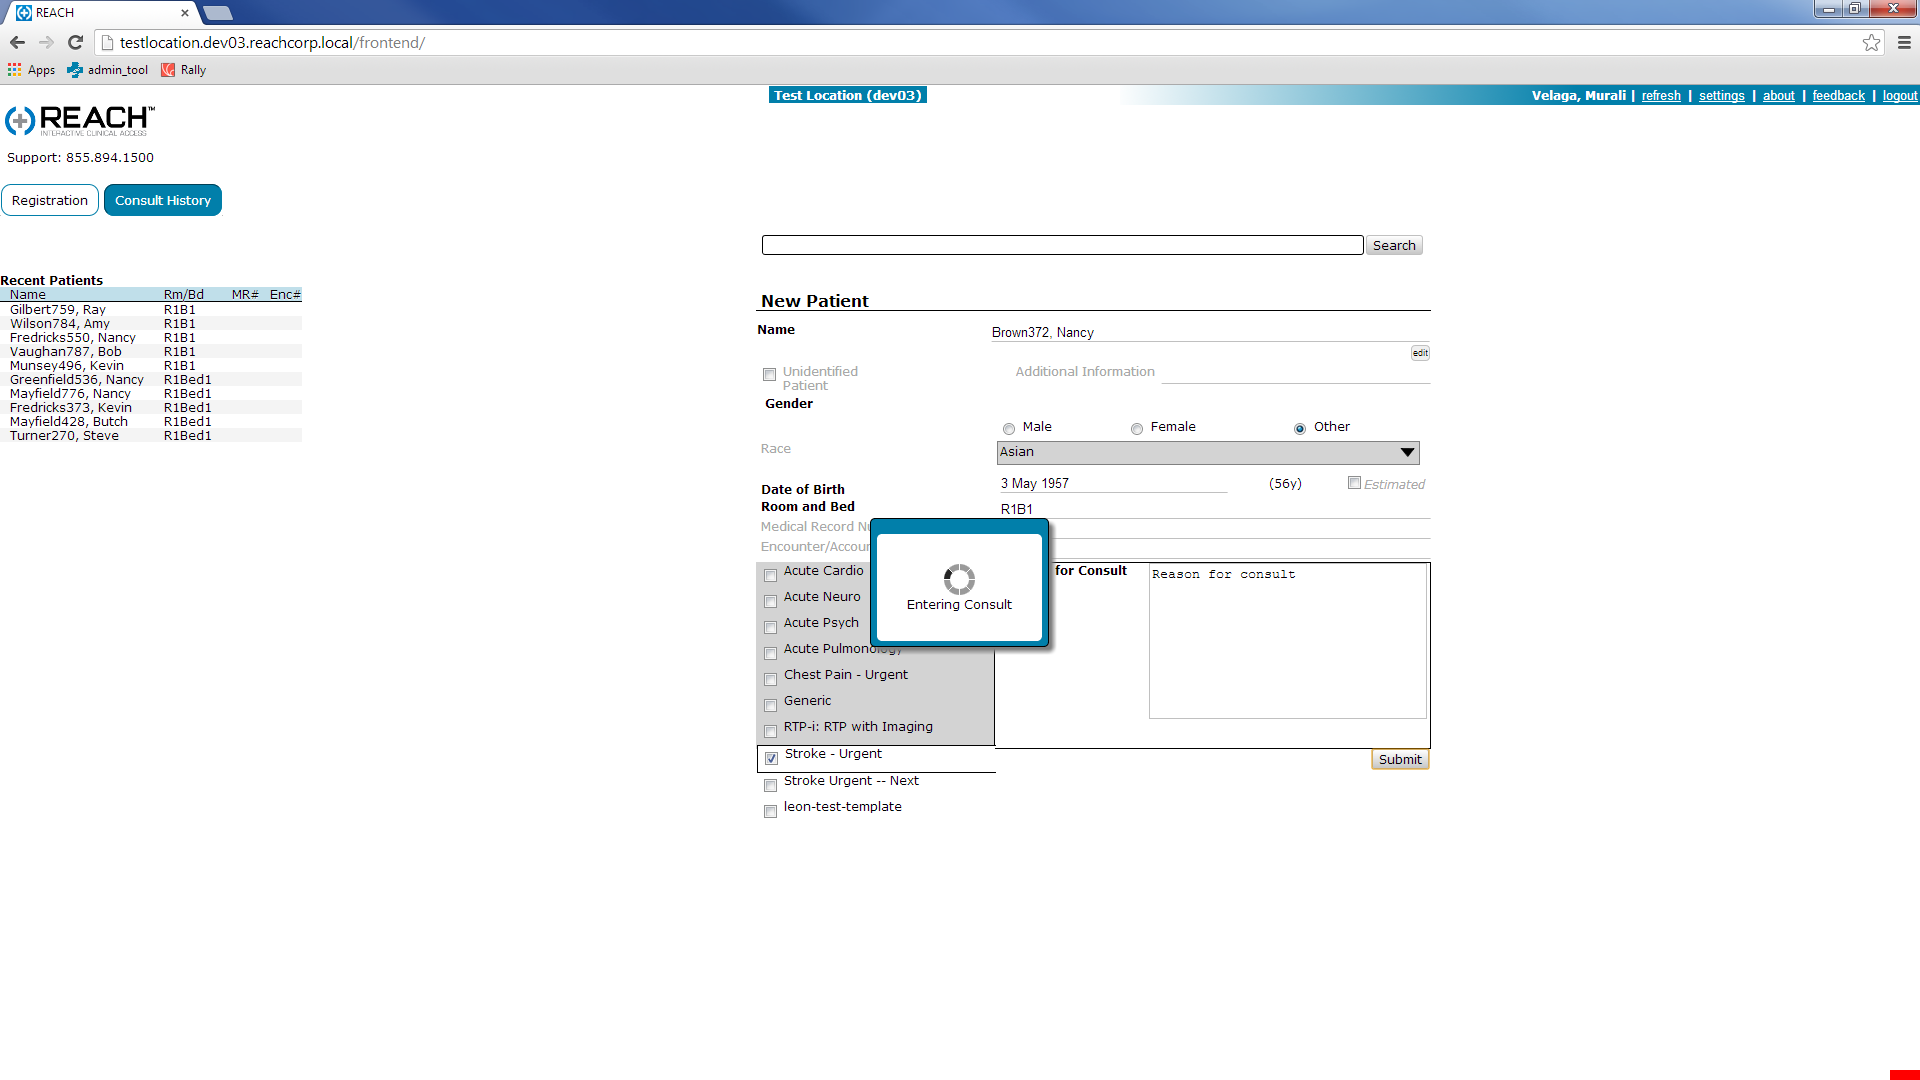 REACH
testlocation.dev03.reachcorp.local/frontend/
Apps admin_tool Rally
Test Location (dev03)
Velaga, Murali | refresh | settings | about | feedback | logout
REACH™
INTERACTIVE CLINICAL ACCESS
Support: 855.894.1500
Registration Consult History
Search
Recent Patients
Name Rm/Bd MR# Enc#
Gilbert759, Ray R1B1
Wilson784, Amy R1B1
Fredricks550, Nancy R1B1
Vaughan787, Bob R1B1
Munsey496, Kevin R1B1
Greenfield536, Nancy R1Bed1
Mayfield776, Nancy R1Bed1
Fredricks373, Kevin R1Bed1
Mayfield428, Butch R1Bed1
Turner270, Steve R1Bed1
New Patient
Name Brown372, Nancy
edit
Unidentified Patient Additional Information
Gender
Male Female Other
Race Asian
Date of Birth 3 May 1957 (56y) Estimated
Room and Bed R1B1
Medical Record
Encounter/Accou
Entering Consult
Acute Cardio
Acute Neuro
Acute Psych
Acute Pulmonology
Chest Pain - Urgent
Generic
RTP-i: RTP with Imaging
Stroke - Urgent
Stroke Urgent -- Next
leon-test-template
for Consult Reason for consult
Submit